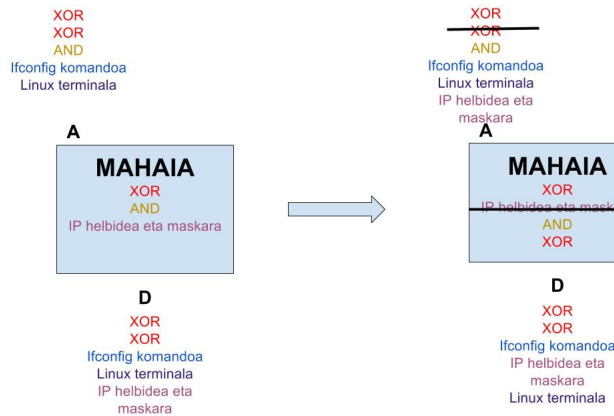 XOR
XOR
AND
Ifconfig komandoa
Linux terminala
A
MAHAIA
XOR
AND
IP helbidea eta maskara
D
XOR
XOR
Ifconfig komandoa
Linux terminala
IP helbidea eta
maskara
XOR
XOR
AND
Ifconfig komandoa
Linux terminala
IP helbidea eta
maskara
A
MAHAIA
XOR
IP helbidea eta
AND
XOR
D
XOR
XOR
Ifconfig komandoa
IP helbidea eta
maskara
Linux terminala